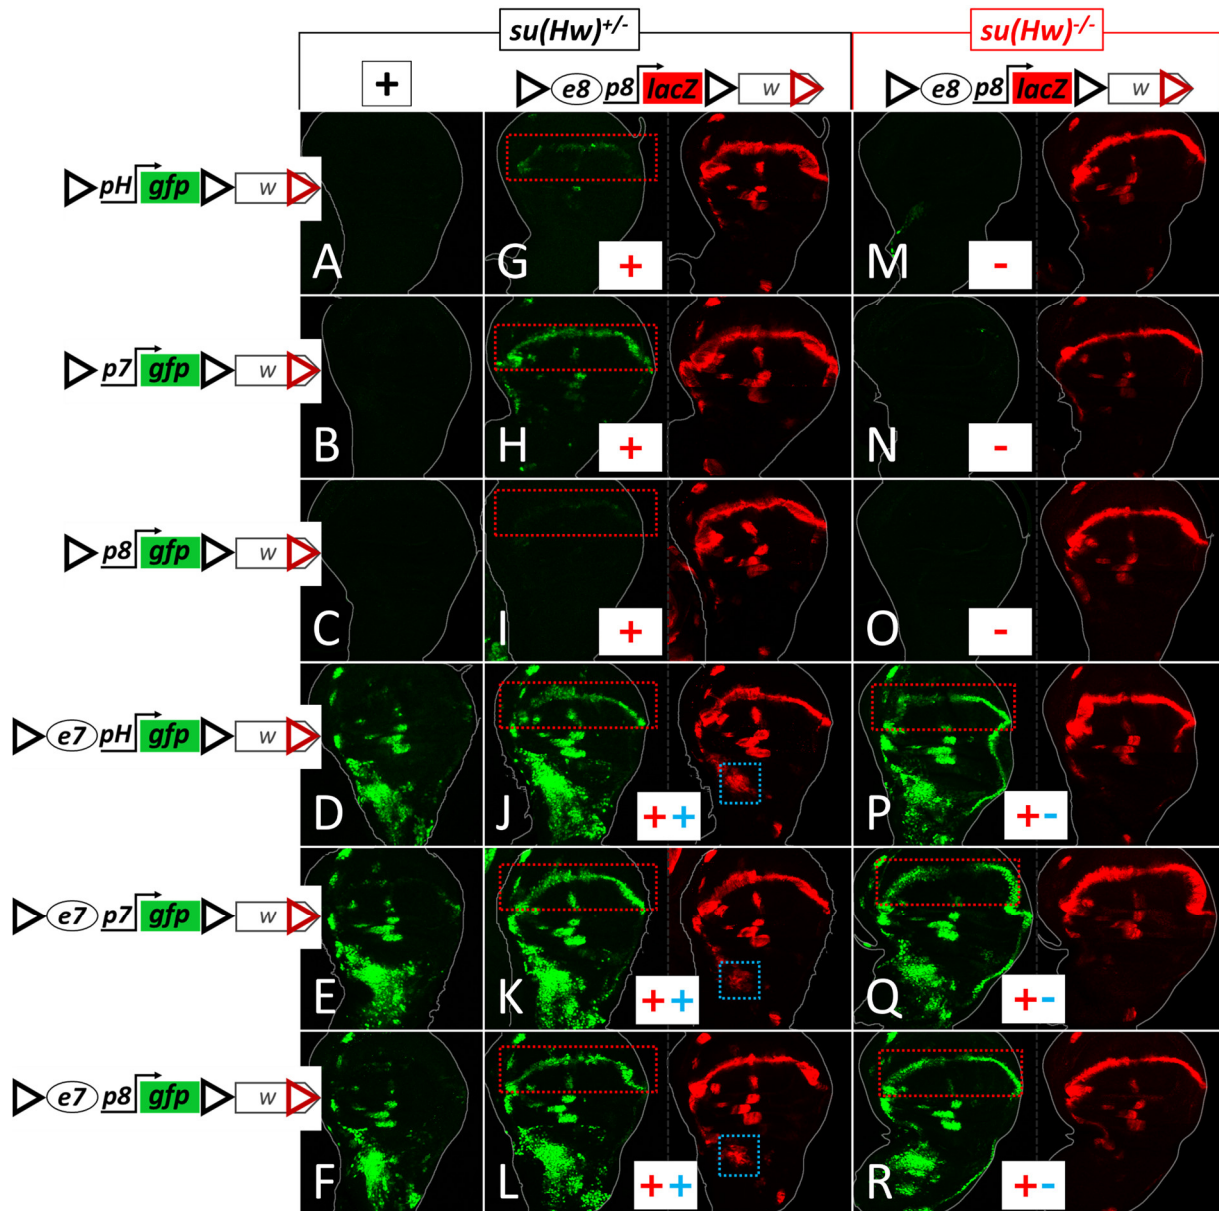 su(Hw)+/- su(Hw)-/-
+ e8 p8 lacZ w e8 p8 lacZ w
pH gfp w
A G + M -
p7 gfp w
B H + N -
p8 gfp w
C I + O -
e7 pH gfp w
D J + + P + -
e7 p7 gfp w
E K + + Q + -
e7 p8 gfp w
F L + + R + -